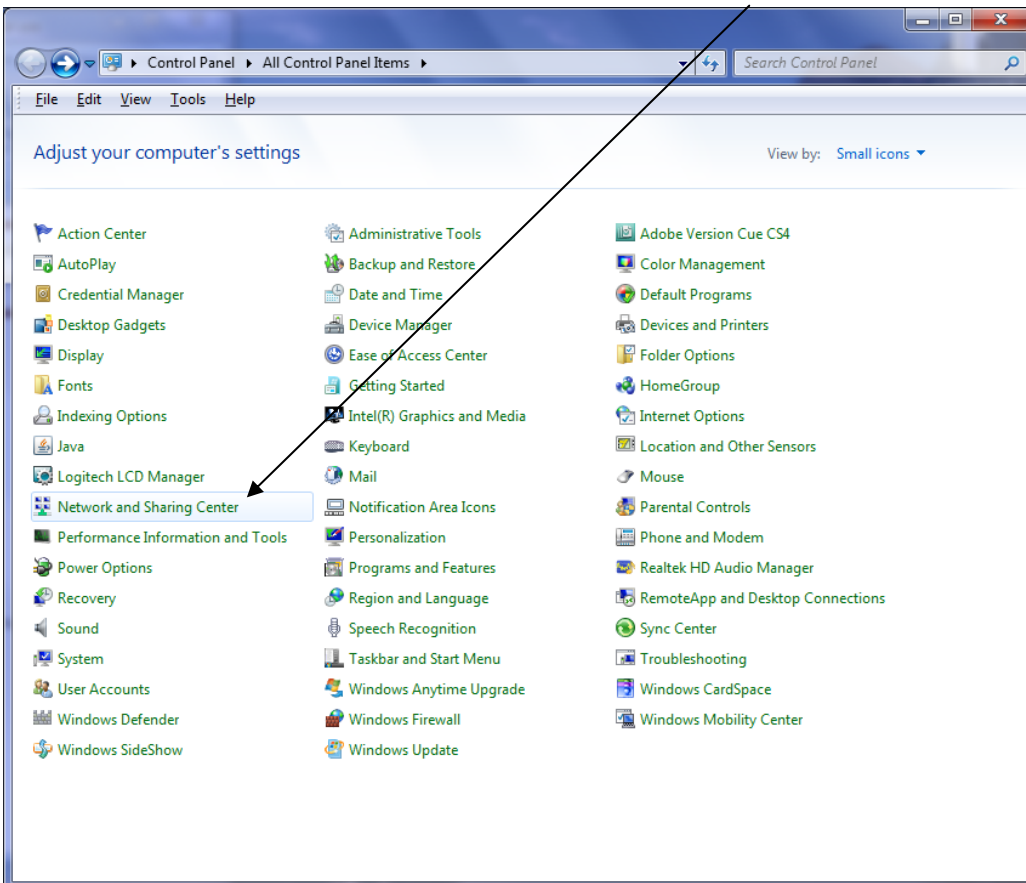 Control Panel All Control Panel Items Search Control Panel
File Edit View Tools Help
Adjust your computer's settings View by: Small icons
Action Center Administrative Tools Adobe Version Cue CS4
AutoPlay Backup and Restore Color Management
Credential Manager Date and Time Default Programs
Desktop Gadgets Device Manager Devices and Printers
Display Ease of Access Center Folder Options
Fonts Getting Started HomeGroup
Indexing Options Intel(R) Graphics and Media Internet Options
Java Keyboard Location and Other Sensors
Logitech LCD Manager Mail Mouse
Network and Sharing Center Notification Area Icons Parental Controls
Performance Information and Tools Personalization Phone and Modem
Power Options Programs and Features Realtek HD Audio Manager
Recovery Region and Language RemoteApp and Desktop Connections
Sound Speech Recognition Sync Center
System Taskbar and Start Menu Troubleshooting
User Accounts Windows Anytime Upgrade Windows CardSpace
Windows Defender Windows Firewall Windows Mobility Center
Windows SideShow Windows Update